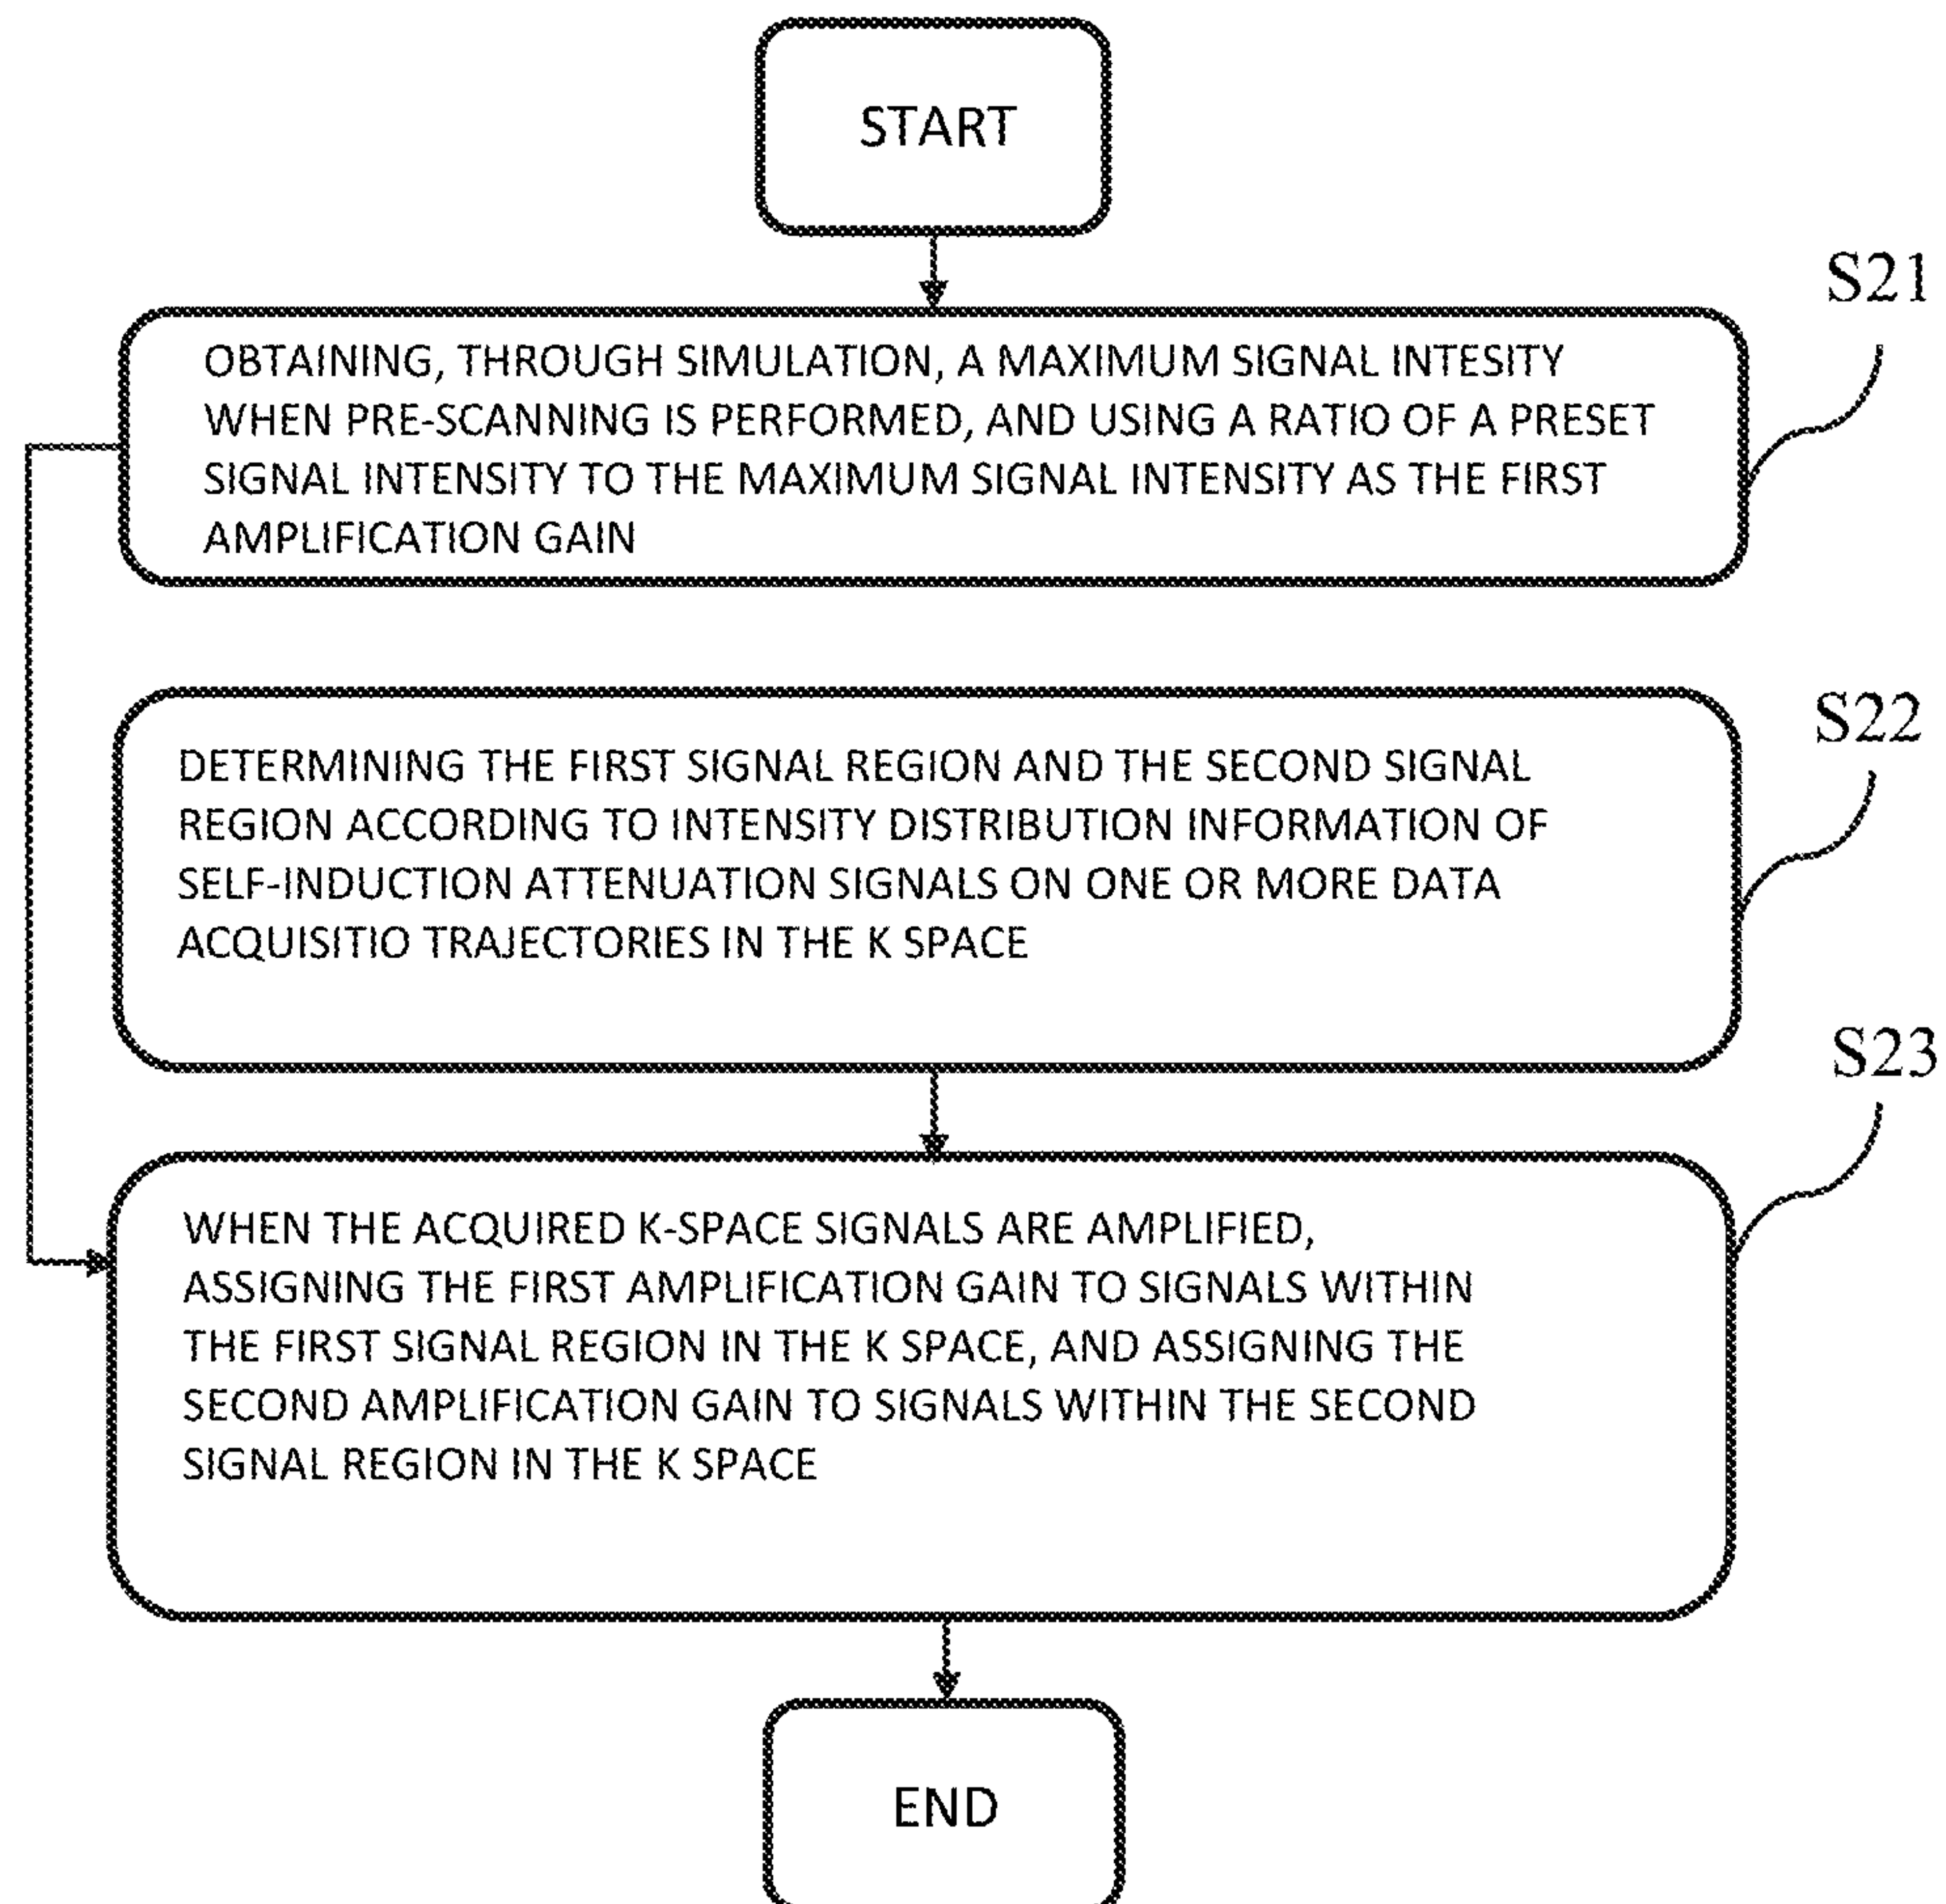 START
S21
OBTAINING, THROUGH SIMULATION, A MAXIMUM SIGNAL INTESITY
WHEN PRE-SCANNING IS PERFORMED, AND USING A RATIO OF A PRESET
SIGNAL INTENSITY TO THE MAXIMUM SIGNAL INTENSITY AS THE FIRST
AMPLIFICATION GAIN
S22
DETERMINING THE FIRST SIGNAL REGION AND THE SECOND SIGNAL
REGION ACCORDING TO INTENSITY DISTRIBUTION INFORMATION OF
SELF-INDUCTION ATTENUATION SIGNALS ON ONE OR MORE DATA
ACQUISITIO TRAJECTORIES IN THE K SPACE
S23
WHEN THE ACQUIRED K-SPACE SIGNALS ARE AMPLIFIED,
ASSIGNING THE FIRST AMPLIFICATION GAIN TO SIGNALS WITHIN
THE FIRST SIGNAL REGION IN THE K SPACE, AND ASSIGNING THE
SECOND AMPLIFICATION GAIN TO SIGNALS WITHIN THE SECOND
SIGNAL REGION IN THE K SPACE
END